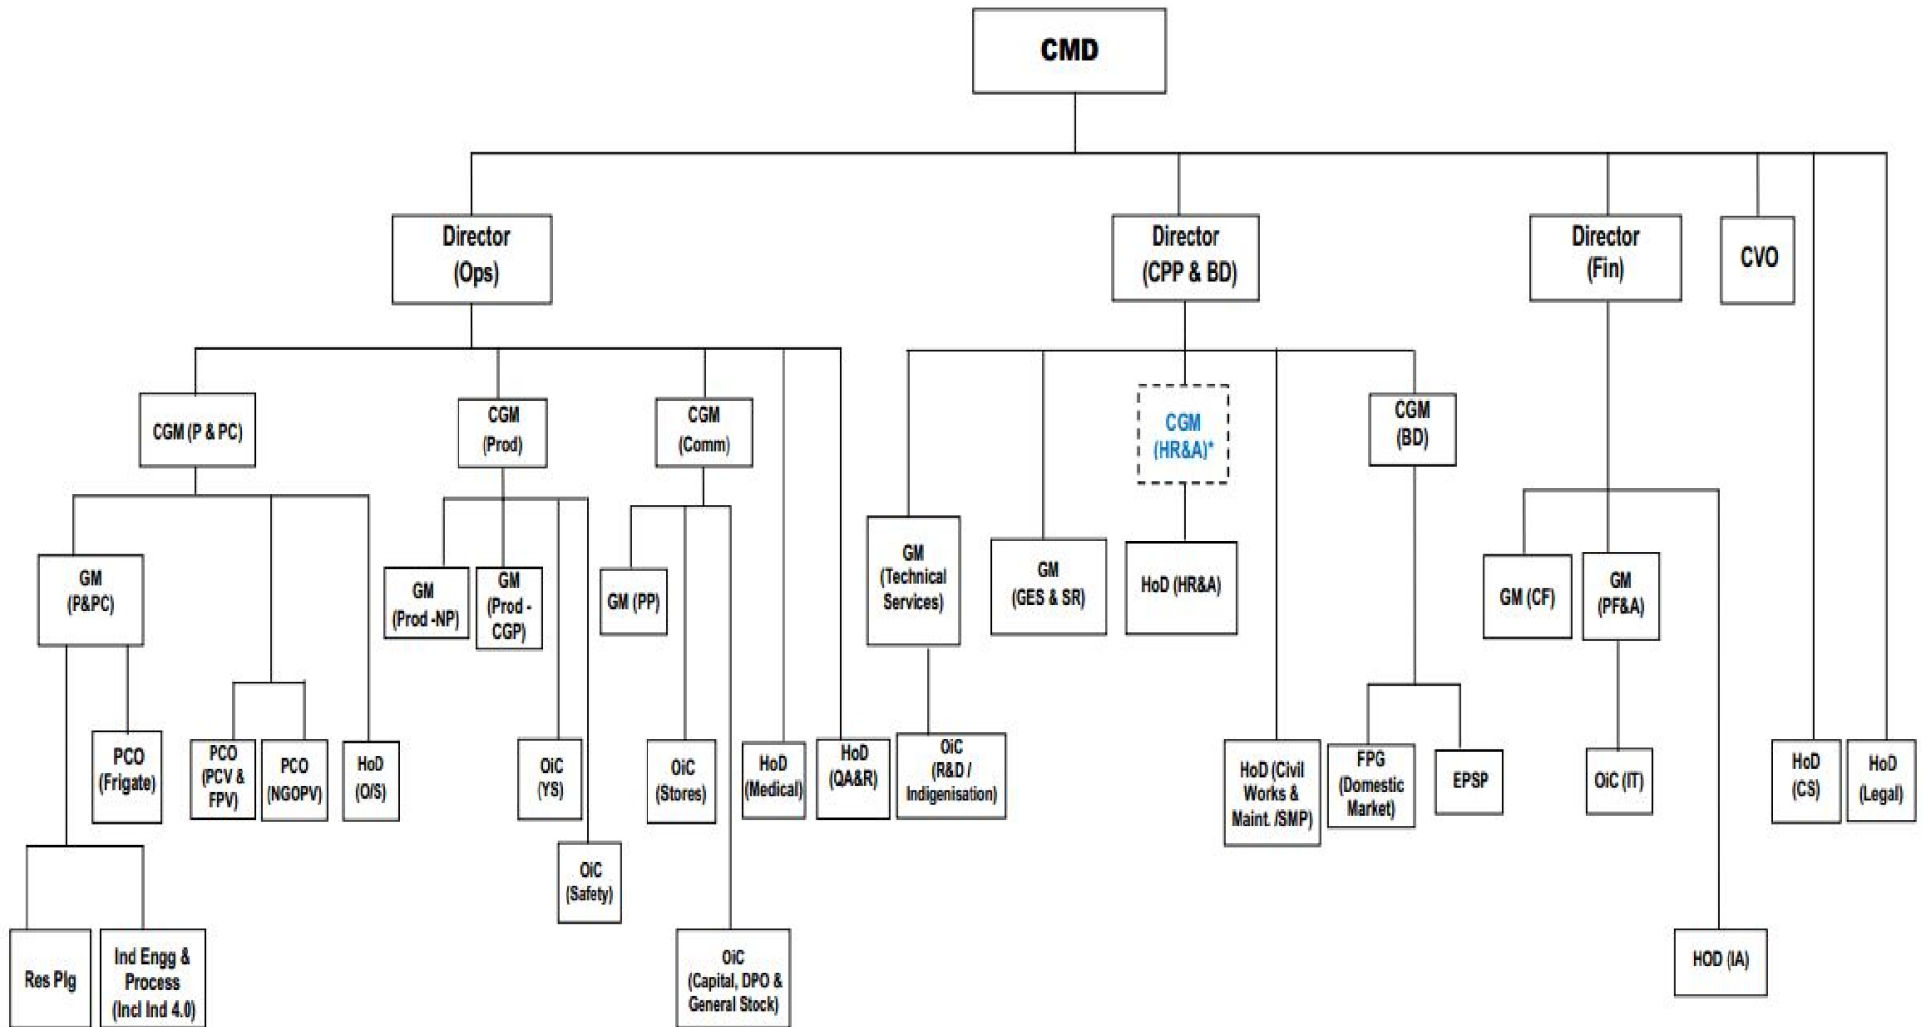 CMD
Director
(Ops)
Director
(CPP & BD)
Director
(Fin)
CVO
CGM (P & PC)
CGM
(Prod)
CGM
(Comm)
CGM
(HR&A)*
CGM
(BD)
GM
(P&PC)
GM
(Prod -NP)
GM
(Prod -
CGP)
GM (PP)
GM
(Technical
Services)
GM
(GES & SR)
HoD (HR&A)
GM (CF)
GM
(PF&A)
PCO
(Frigate)
PCO
(PCV &
FPV)
PCO
(NGOPV)
HoD
(O/S)
OiC
(YS)
OiC
(Stores)
HoD
(Medical)
HoD
(QA&R)
OiC
(R&D /
Indigenisation)
HoD (Civil
Works &
Maint. /SMP)
FPG
(Domestic
Market)
EPSP
OiC (IT)
HoD
(CS)
HoD
(Legal)
OiC
(Safety)
Res Plg
Ind Engg &
Process
(Incl Ind 4.0)
OiC
(Capital, DPO &
General Stock)
HOD (IA)